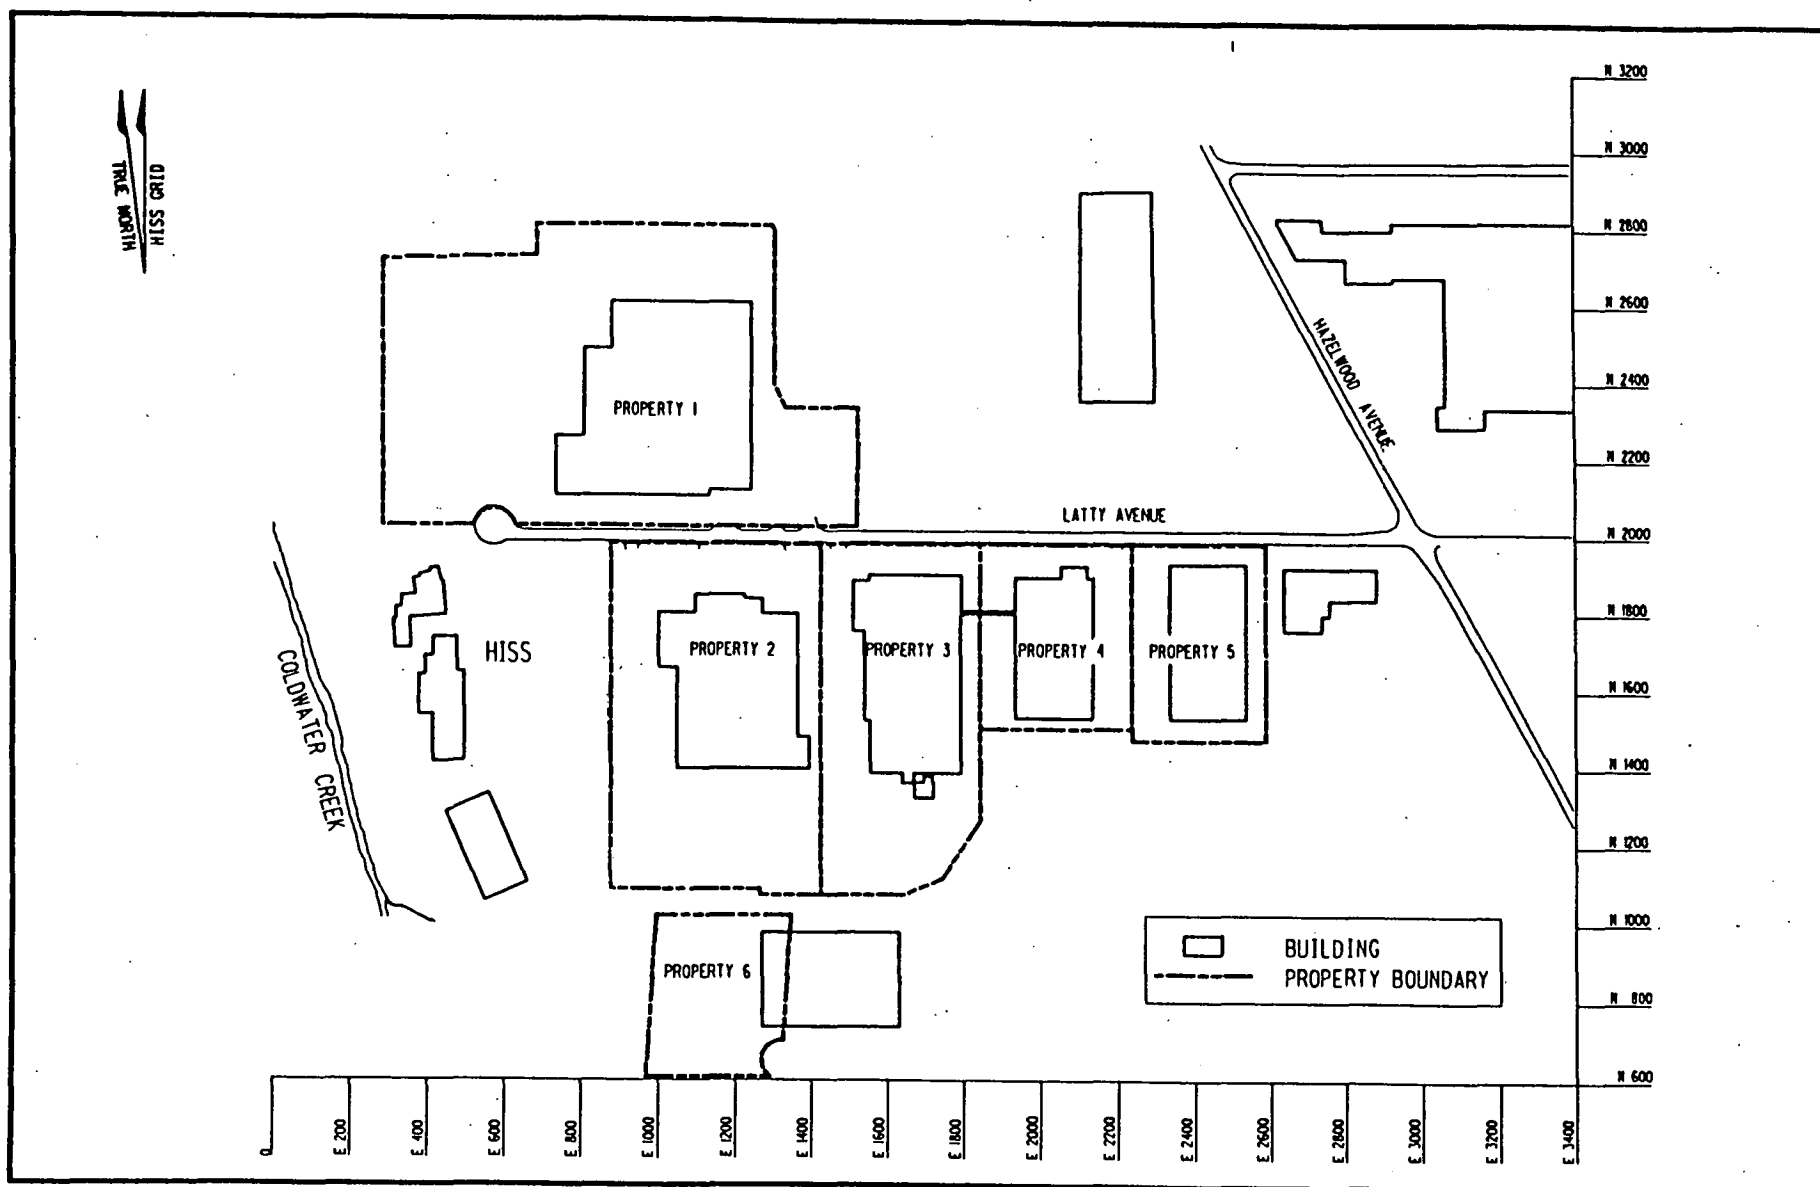 N 3200
N 3000
N 2800
N 2600
N 2400
N 2200
N 2000
N 1800
N 1600
N 1400
N 1200
N 1000
N 800
N 600
TRUE NORTH
HISS GRID
HAZELWOOD AVENUE
PROPERTY 1
LATTY AVENUE
HISS
PROPERTY 2
PROPERTY 3
PROPERTY 4
PROPERTY 5
COLDWATER CREEK
PROPERTY 6
BUILDING
PROPERTY BOUNDARY
0
E 200
E 400
E 600
E 800
E 1000
E 1200
E 1400
E 1600
E 1800
E 2000
E 2200
E 2400
E 2600
E 2800
E 3000
E 3200
E 3400